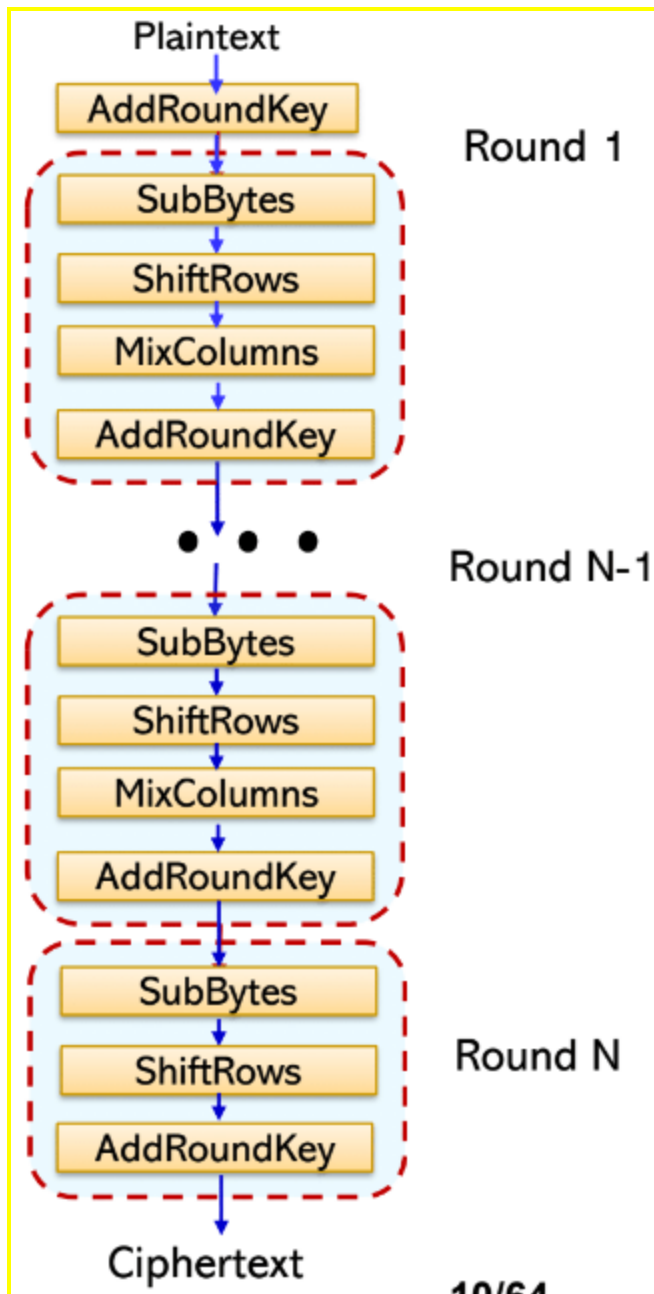 Plaintext
AddRoundKey
Round 1
SubBytes
ShiftRows
MixColumns
AddRoundKey
• • •
Round N-1
SubBytes
ShiftRows
MixColumns
AddRoundKey
SubBytes
ShiftRows
Round N
AddRoundKey
Ciphertext